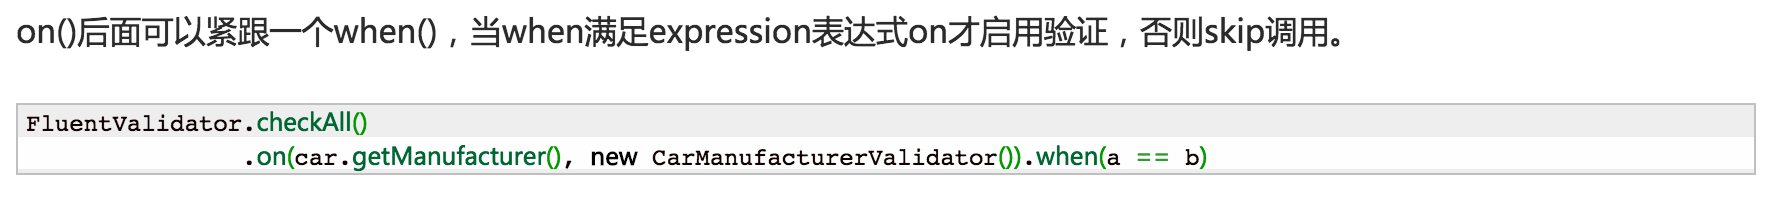 on()后面可以紧跟一个when()，当when满足expression表达式on才启用验证，否则skip调用。
FluentValidator.checkAll()
.on(car.getManufacturer(), new CarManufacturerValidator()).when(a == b)